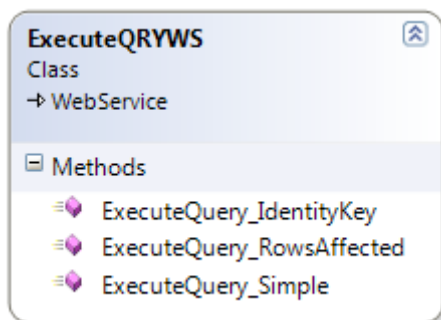 ExecuteQRYWS
Class
WebService
Methods
ExecuteQuery_IdentityKey
ExecuteQuery_RowsAffected
ExecuteQuery_Simple